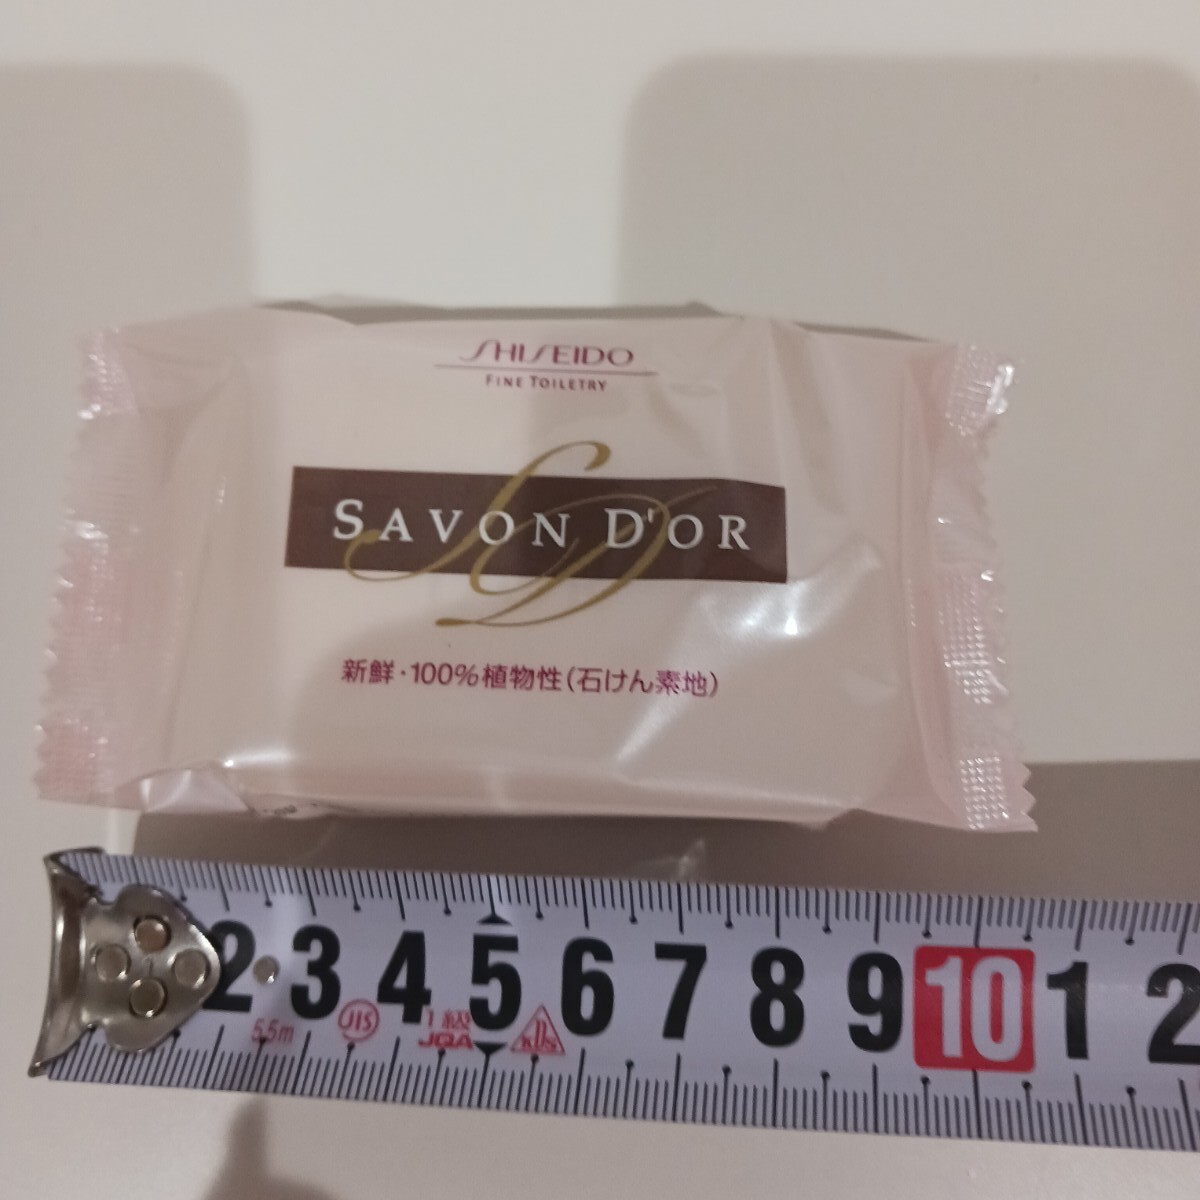 SHISEIDO
FINE TOILETRY
SAVON D'OR
SD
新鮮・100%植物性(石けん素地)
2 3 4 5 6 7 8 9 10 1 2
5.5m JIS 1級
JQA